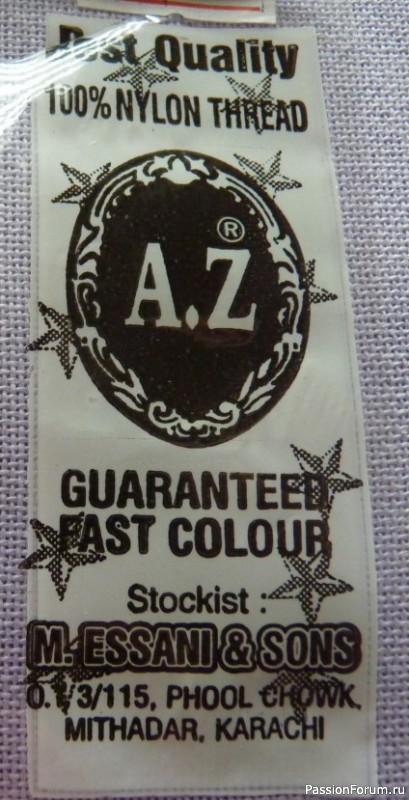 Best Quality
100% NYLON THREAD
®
A.Z
GUARANTEED
FAST COLOUR
Stockist :
M. ESSANI & SONS
O.T/3/115, PHOOL CHOWK,
MITHADAR, KARACHI
PassionForum.ru